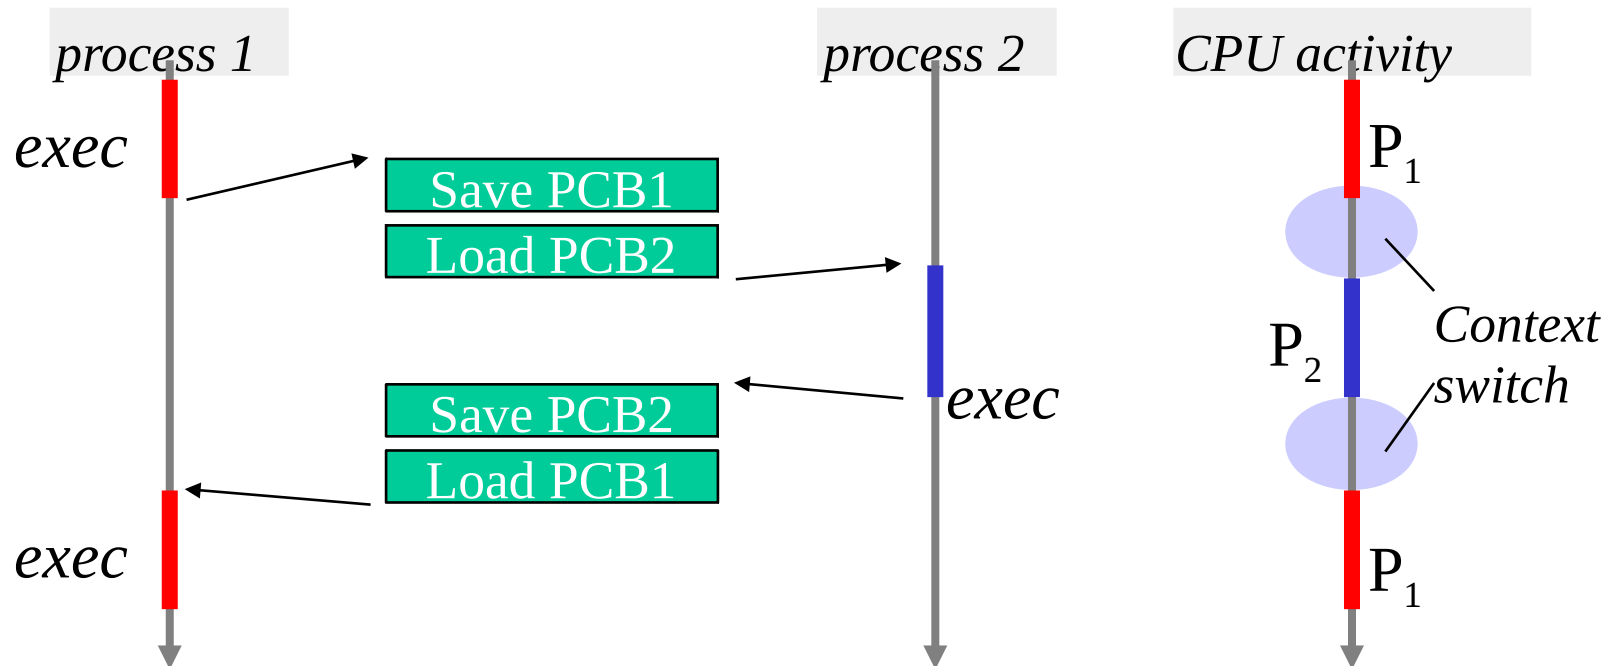 process 1
process 2
CPU activity
exec
P1
Save PCB1
Load PCB2
Context
switch
P2
exec
Save PCB2
Load PCB1
exec
P1